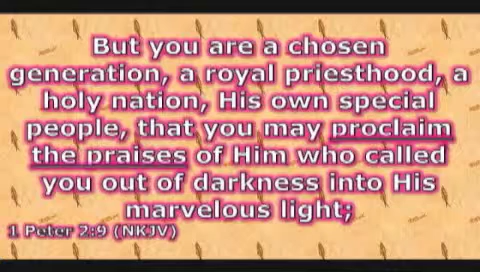 But you are a chosen
generation, a royal priesthood, a
holy nation, His own special
people, that you may proclaim
the praises of Him who called
you out of darkness into His
marvelous light;
1 Peter 2:9 (NKJV)